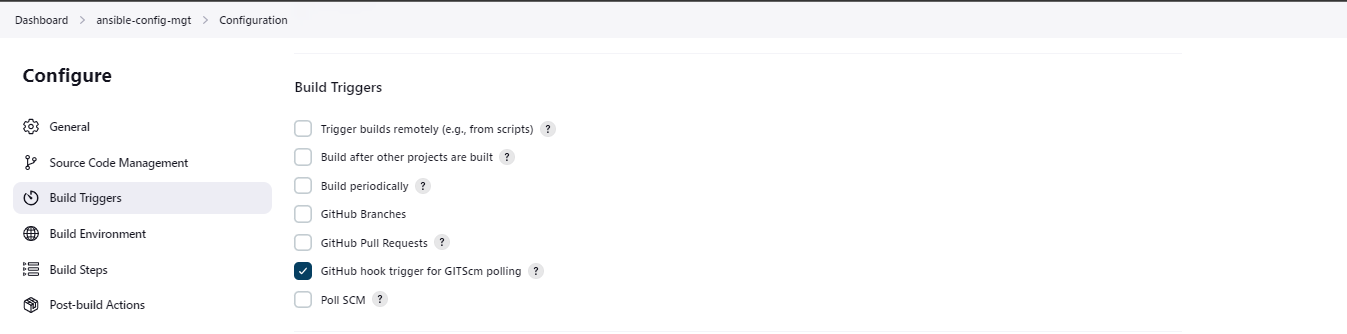 Dashboard > ansible-config-mgt > Configuration
Configure
General
Source Code Management
Build Triggers
Build Environment
Build Steps
Post-build Actions
Build Triggers
Trigger builds remotely (e.g., from scripts) ?
Build after other projects are built ?
Build periodically ?
GitHub Branches
GitHub Pull Requests ?
GitHub hook trigger for GITScm polling ?
Poll SCM ?